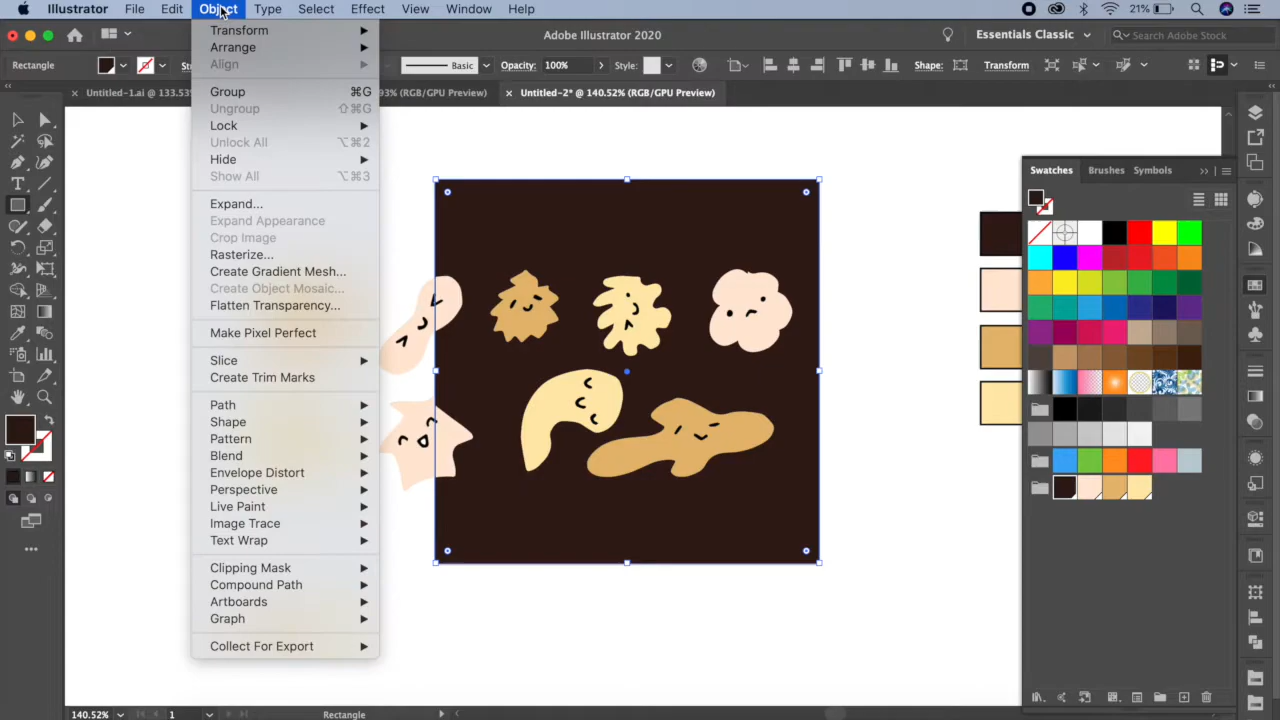 Illustrator File Edit Object Type Select Effect View Window Help 21%
Adobe Illustrator 2020 Essentials Classic Search Adobe Stock
Rectangle Basic Opacity: 100% Style: Shape: Transform
× Untitled-1.ai @ 133.53% 93% (RGB/GPU Preview) × Untitled-2* @ 140.52% (RGB/GPU Preview)
Transform
Arrange
Align
Group ⌘G
Ungroup ⇧⌘G
Lock
Unlock All ⌥⌘2
Hide
Show All ⌥⌘3
Expand...
Expand Appearance
Crop Image
Rasterize...
Create Gradient Mesh...
Create Object Mosaic...
Flatten Transparency...
Make Pixel Perfect
Slice
Create Trim Marks
Path
Shape
Pattern
Blend
Envelope Distort
Perspective
Live Paint
Image Trace
Text Wrap
Clipping Mask
Compound Path
Artboards
Graph
Collect For Export
Swatches Brushes Symbols
140.52% 1 Rectangle